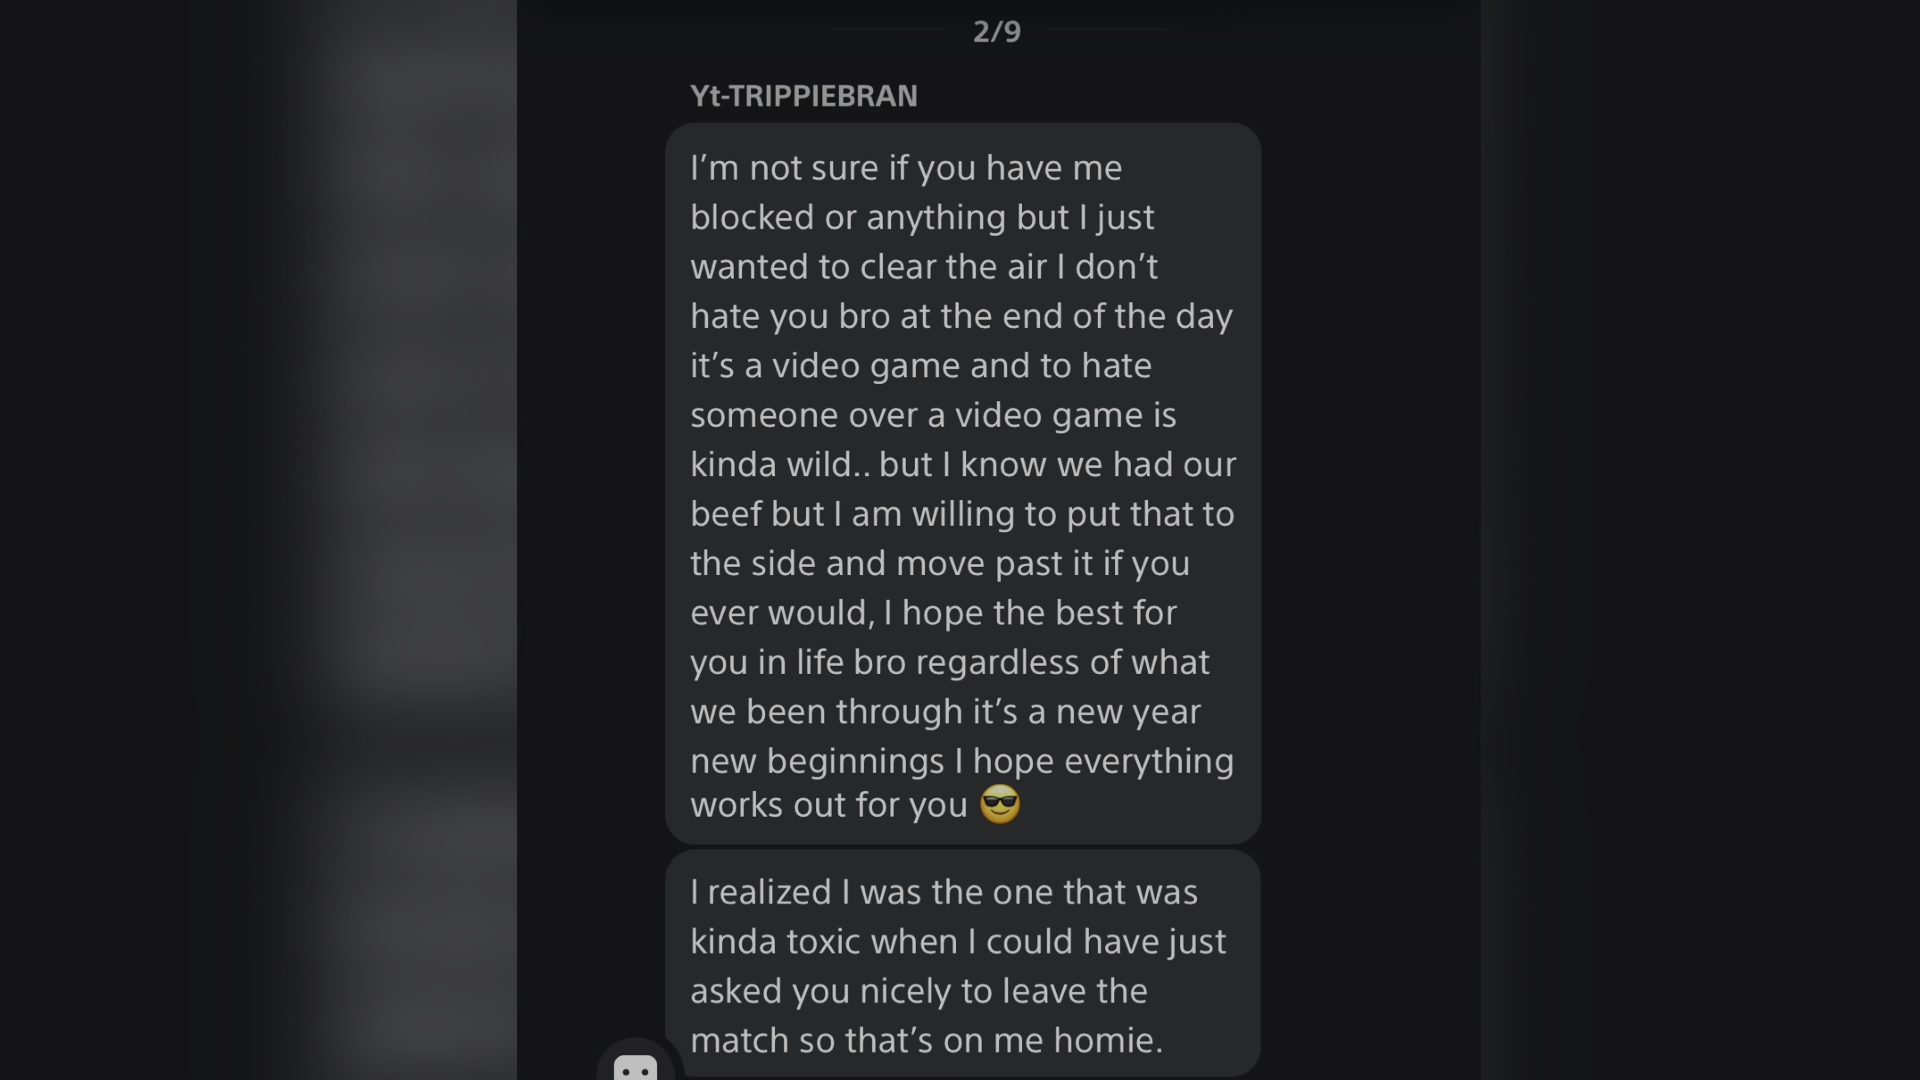 2/9
Yt-TRIPPIEBRAN
I’m not sure if you have me
blocked or anything but I just
wanted to clear the air I don’t
hate you bro at the end of the day
it’s a video game and to hate
someone over a video game is
kinda wild.. but I know we had our
beef but I am willing to put that to
the side and move past it if you
ever would, I hope the best for
you in life bro regardless of what
we been through it’s a new year
new beginnings I hope everything
works out for you 😎
I realized I was the one that was
kinda toxic when I could have just
asked you nicely to leave the
match so that’s on me homie.